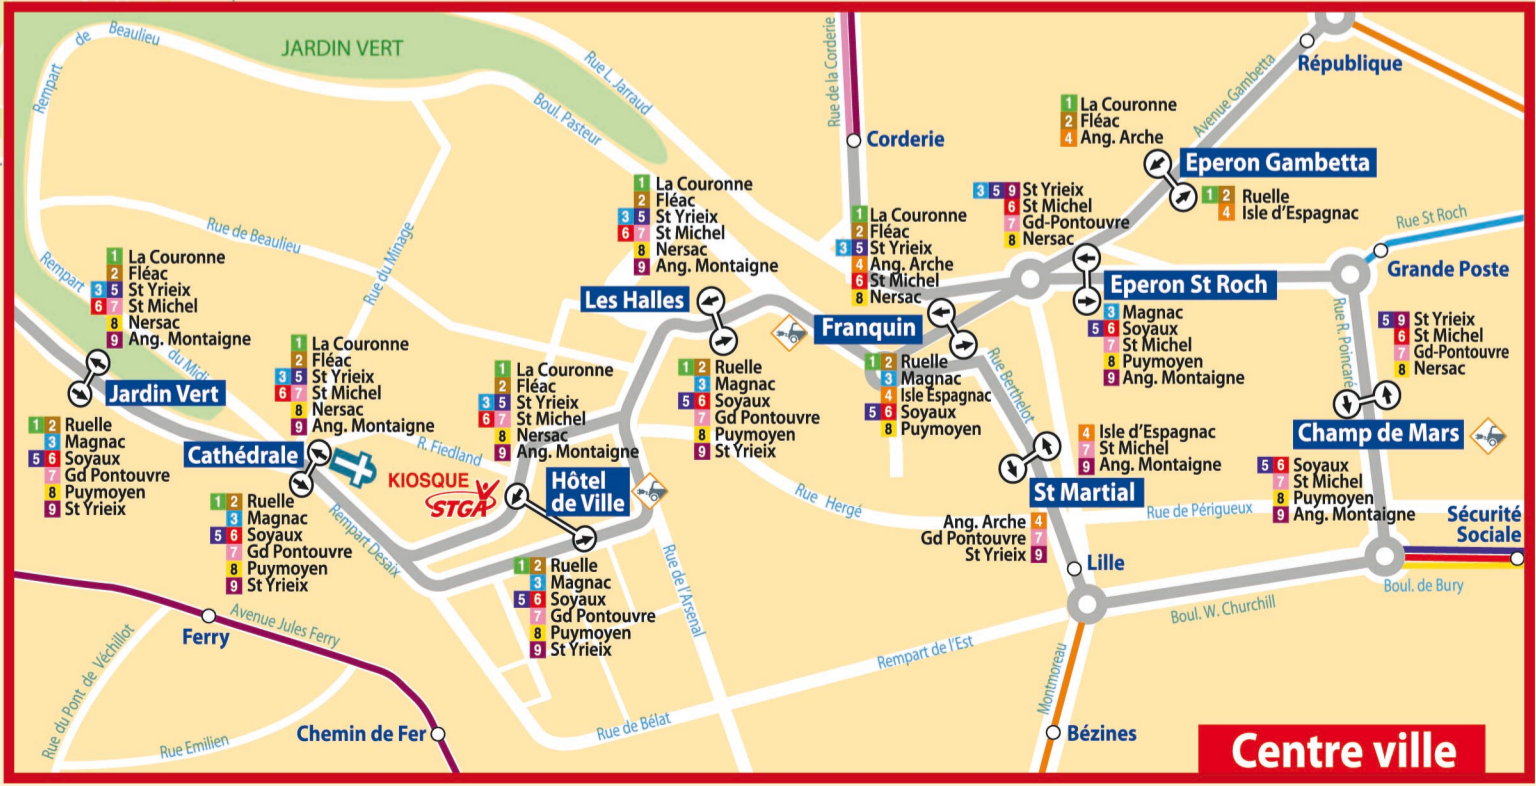 de Beaulieu
Rempart
JARDIN VERT
Rue L. Jarraud
Boul. Pasteur
Rue de la Corderie
Corderie
République
Avenue Gambetta
1 La Couronne
2 Fléac
4 Ang. Arche
Eperon Gambetta
1 2 Ruelle
4 Isle d'Espagnac
Rue St Roch
Grande Poste
3 5 9 St Yrieix
6 St Michel
7 Gd-Pontouvre
8 Nersac
Eperon St Roch
3 Magnac
5 6 Soyaux
7 St Michel
8 Puymoyen
9 Ang. Montaigne
1 La Couronne
2 Fléac
3 5 St Yrieix
4 Ang. Arche
6 St Michel
8 Nersac
Franquin
1 2 Ruelle
3 Magnac
4 Isle Espagnac
5 6 Soyaux
8 Puymoyen
1 La Couronne
2 Fléac
3 5 St Yrieix
6 7 St Michel
8 Nersac
9 Ang. Montaigne
Les Halles
1 2 Ruelle
3 Magnac
5 6 Soyaux
7 Gd Pontouvre
8 Puymoyen
9 St Yrieix
Rue de Beaulieu
Rue du Minage
Rempart
du Midi
1 La Couronne
2 Fléac
3 5 St Yrieix
6 7 St Michel
8 Nersac
9 Ang. Montaigne
Jardin Vert
1 2 Ruelle
3 Magnac
5 6 Soyaux
7 Gd Pontouvre
8 Puymoyen
9 St Yrieix
1 La Couronne
2 Fléac
3 5 St Yrieix
6 7 St Michel
8 Nersac
9 Ang. Montaigne
Cathédrale
1 2 Ruelle
3 Magnac
5 6 Soyaux
7 Gd Pontouvre
8 Puymoyen
9 St Yrieix
R. Fiedland
KIOSQUE
STGA
Rempart Desaix
1 La Couronne
2 Fléac
3 5 St Yrieix
6 7 St Michel
8 Nersac
9 Ang. Montaigne
Hôtel
de Ville
1 2 Ruelle
3 Magnac
5 6 Soyaux
7 Gd Pontouvre
8 Puymoyen
9 St Yrieix
Rue Hergé
Rue de l'Arsenal
Rue Berthelot
4 Isle d'Espagnac
7 St Michel
9 Ang. Montaigne
St Martial
Ang. Arche 4
Gd Pontouvre 7
St Yrieix 9
Rue de Périgueux
Lille
Rue R. Poincaré
5 9 St Yrieix
6 St Michel
7 Gd-Pontouvre
8 Nersac
Champ de Mars
5 6 Soyaux
7 St Michel
8 Puymoyen
9 Ang. Montaigne
Sécurité
Sociale
Boul. de Bury
Boul. W. Churchill
Rempart de l'Est
Rue de Bélat
Montmoreau
Bézines
Avenue Jules Ferry
Ferry
Rue du Pont de Véchillot
Rue Emilien
Chemin de Fer
Centre ville